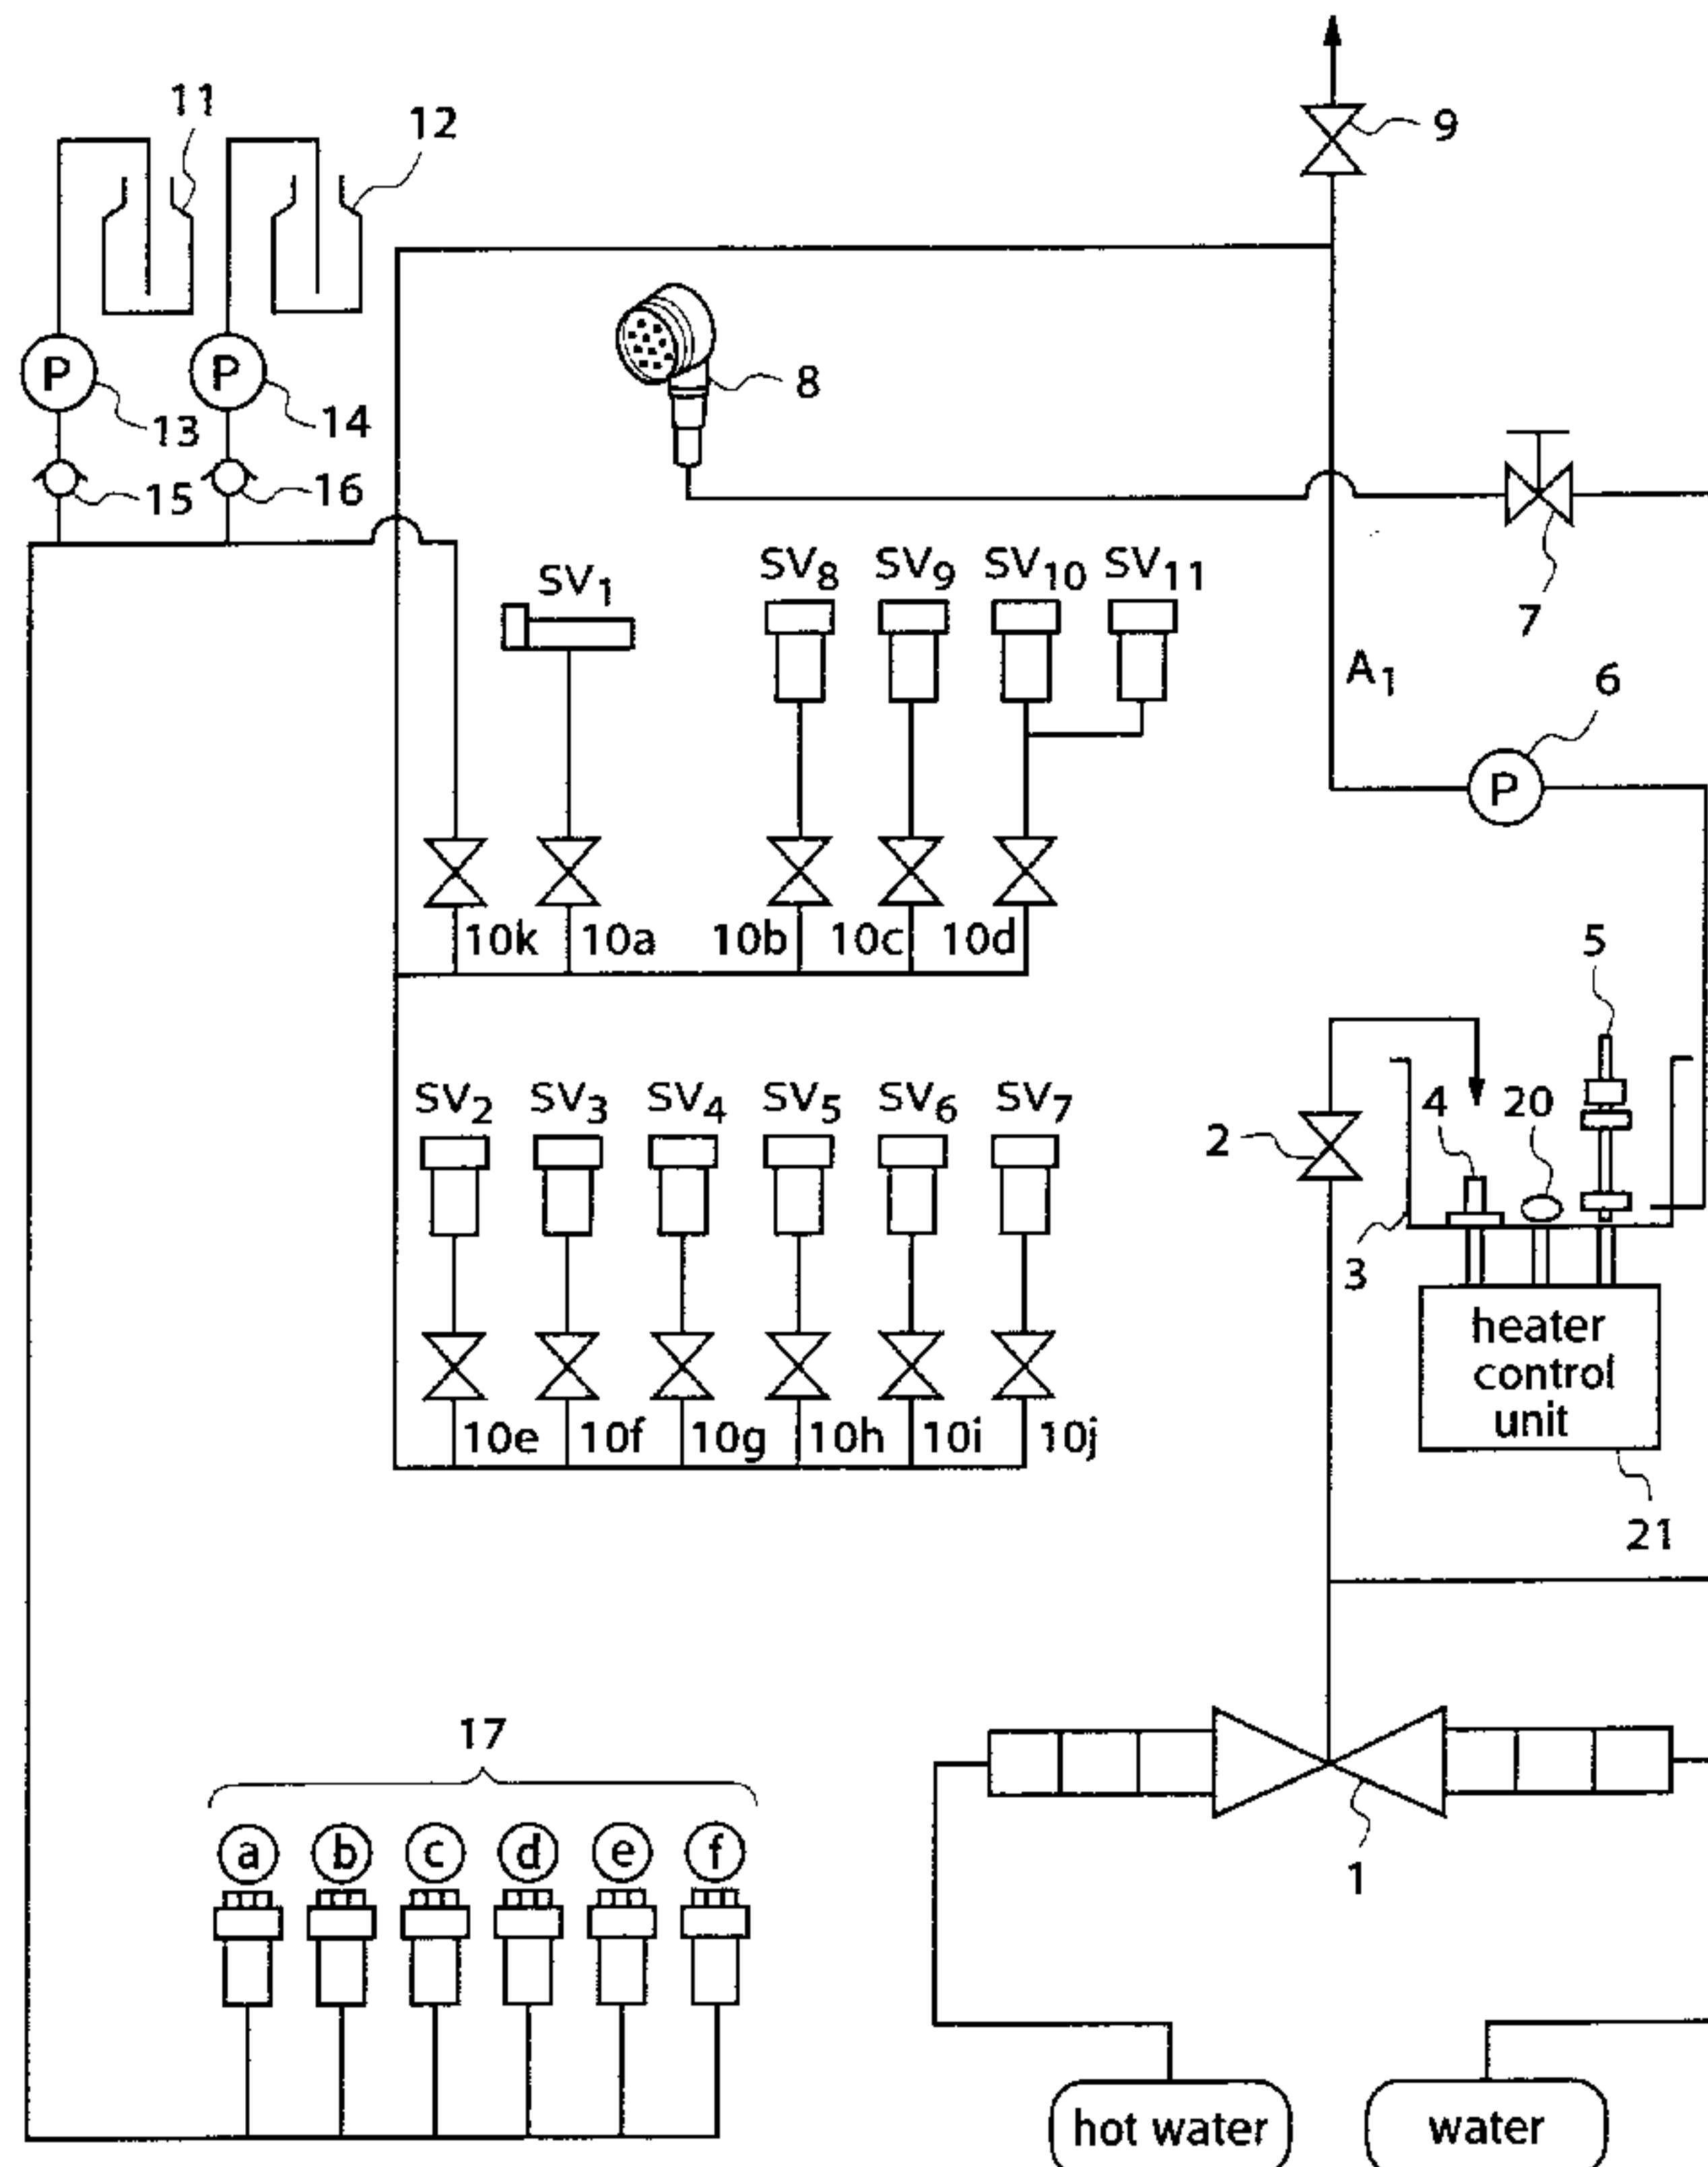 11
12
9
P
P
8
13
14
15
16
SV8 SV9 SV10 SV11
SV1
7
A1
6
P
10k 10a 10b 10c 10d
5
SV2 SV3 SV4 SV5 SV6 SV7
4 20
2
3
heater
control
unit
10e 10f 10g 10h 10i 10j
21
17
a b c d e f
1
hot water
water